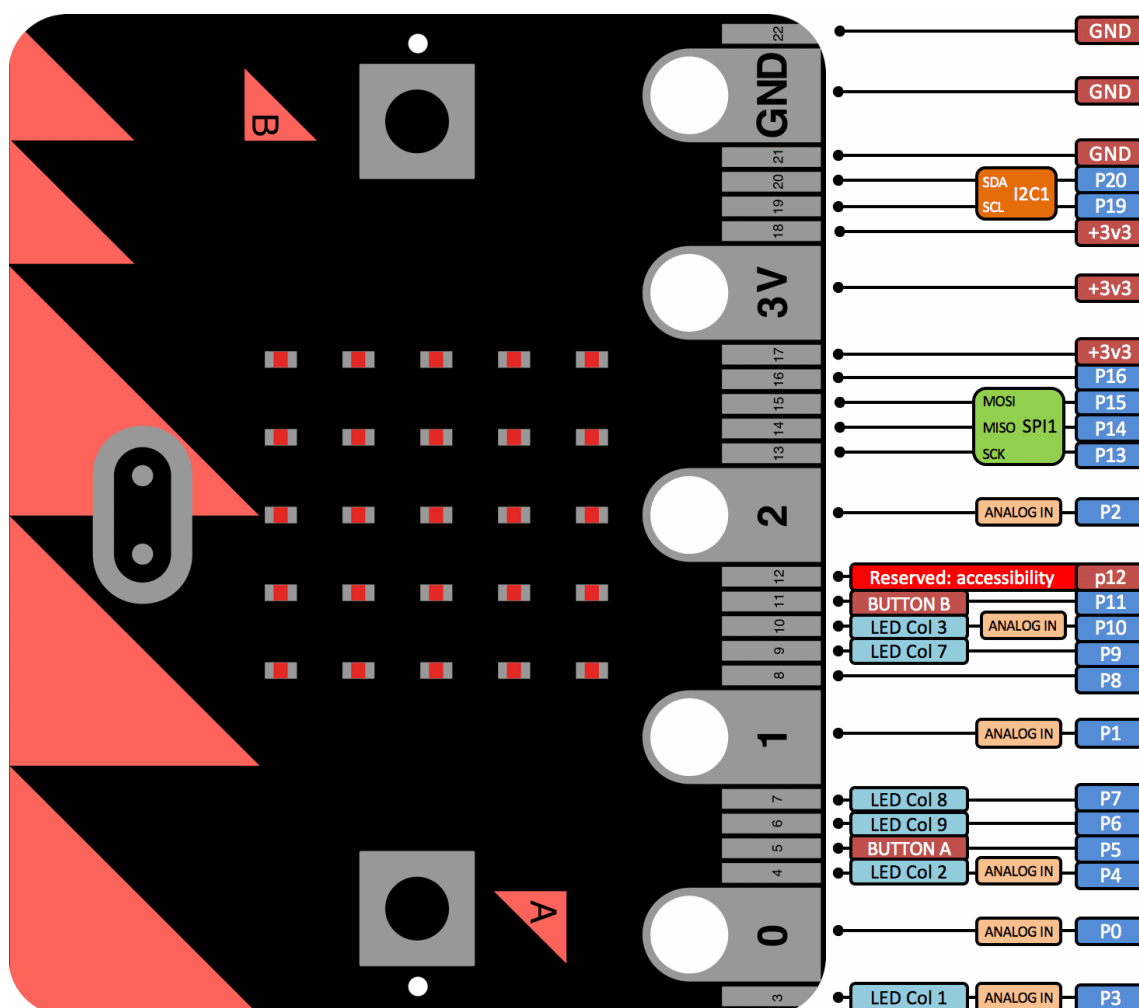 22 GND
GND GND
21 GND
20 SDA I2C1 P20
19 SCL P19
18 +3v3
3V +3v3
17 +3v3
16 P16
15 MOSI P15
14 MISO SPI1 P14
13 SCK P13
2 ANALOG IN P2
12 Reserved: accessibility p12
11 BUTTON B P11
10 LED Col 3 ANALOG IN P10
9 LED Col 7 P9
8 P8
1 ANALOG IN P1
7 LED Col 8 P7
6 LED Col 9 P6
5 BUTTON A P5
4 LED Col 2 ANALOG IN P4
0 ANALOG IN P0
3 LED Col 1 ANALOG IN P3
B
A